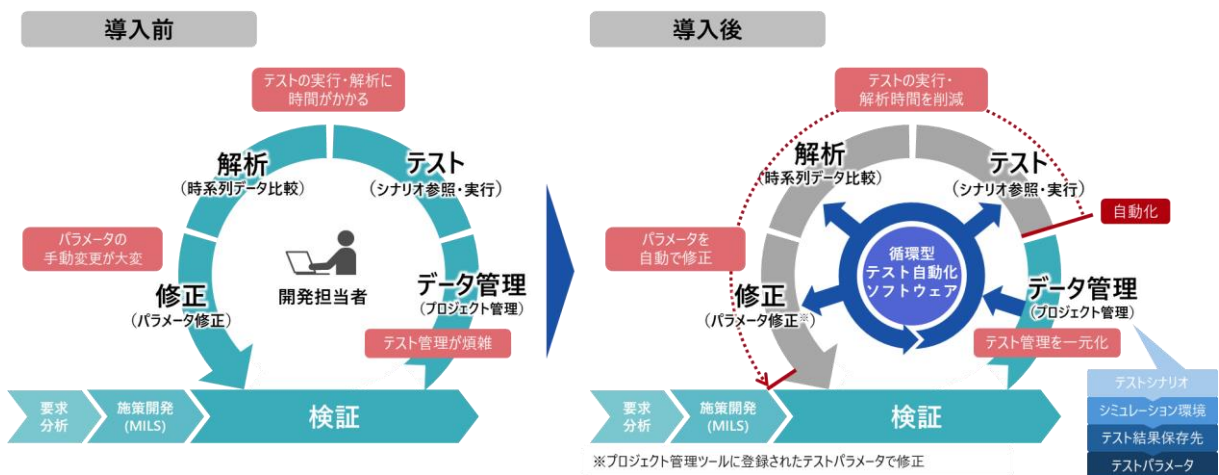 導入前
テストの実行・解析に
時間がかかる
解析
(時系列データ比較)
テスト
(シナリオ参照・実行)
パラメータの
手動変更が大変
修正
(パラメータ修正)
開発担当者
データ管理
(プロジェクト管理)
テスト管理が煩雑
要求
分析
施策開発
(MILS)
検証
導入後
テストの実行・
解析時間を削減
解析
(時系列データ比較)
テスト
(シナリオ参照・実行)
自動化
パラメータを
自動で修正
修正
(パラメータ修正※)
循環型
テスト自動化
ソフトウェア
データ管理
(プロジェクト管理)
テスト管理を一元化
要求
分析
施策開発
(MILS)
検証
テストシナリオ
シミュレーション環境
テスト結果保存先
テストパラメータ
※プロジェクト管理ツールに登録されたテストパラメータで修正